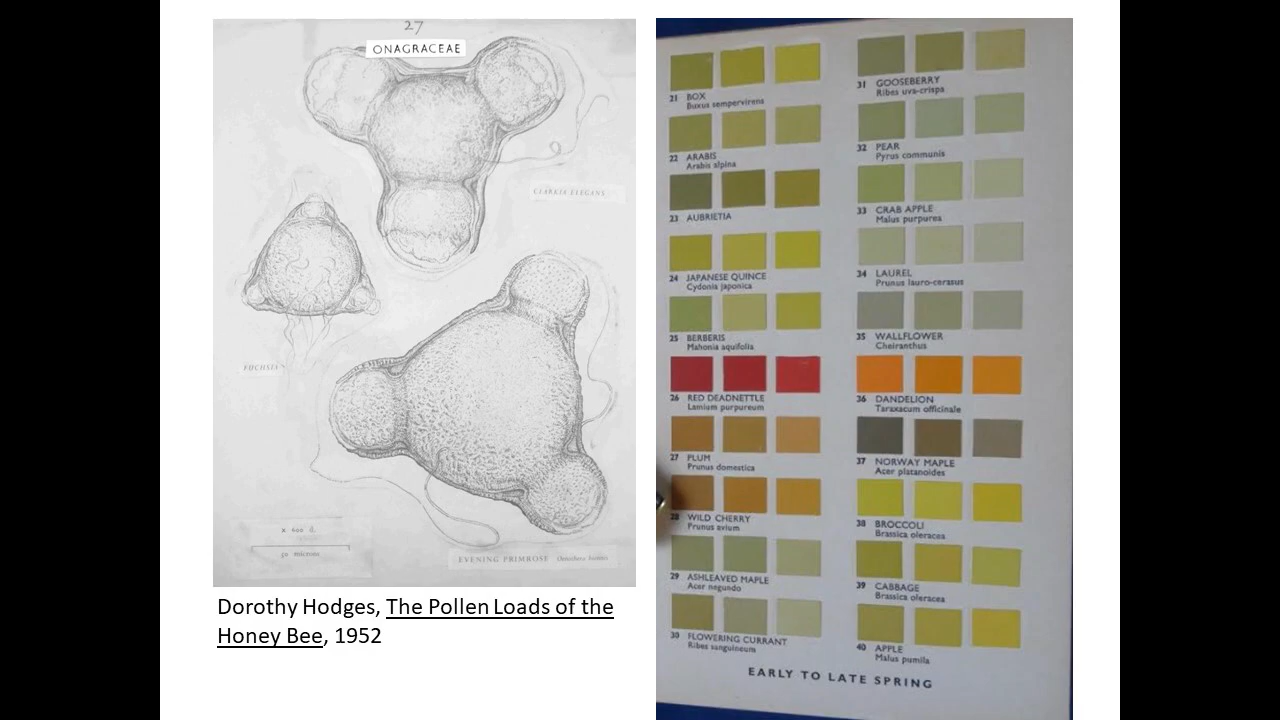 27
ONAGRACEAE
CLARKIA ELEGANS
FUCHSIA
x 600 d.
50 microns
EVENING PRIMROSE Oenothera biennis
Dorothy Hodges, The Pollen Loads of the
Honey Bee, 1952
21 BOX
Buxus sempervirens
22 ARABIS
Arabis alpina
23 AUBRIETIA
24 JAPANESE QUINCE
Cydonia japonica
25 BERBERIS
Mahonia aquifolia
26 RED DEADNETTLE
Lamium purpureum
27 PLUM
Prunus domestica
28 WILD CHERRY
Prunus avium
29 ASHLEAVED MAPLE
Acer negundo
30 FLOWERING CURRANT
Ribes sanguineum
31 GOOSEBERRY
Ribes uva-crispa
32 PEAR
Pyrus communis
33 CRAB APPLE
Malus purpurea
34 LAUREL
Prunus lauro-cerasus
35 WALLFLOWER
Cheiranthus
36 DANDELION
Taraxacum officinale
37 NORWAY MAPLE
Acer platanoides
38 BROCCOLI
Brassica oleracea
39 CABBAGE
Brassica oleracea
40 APPLE
Malus pumila
EARLY TO LATE SPRING